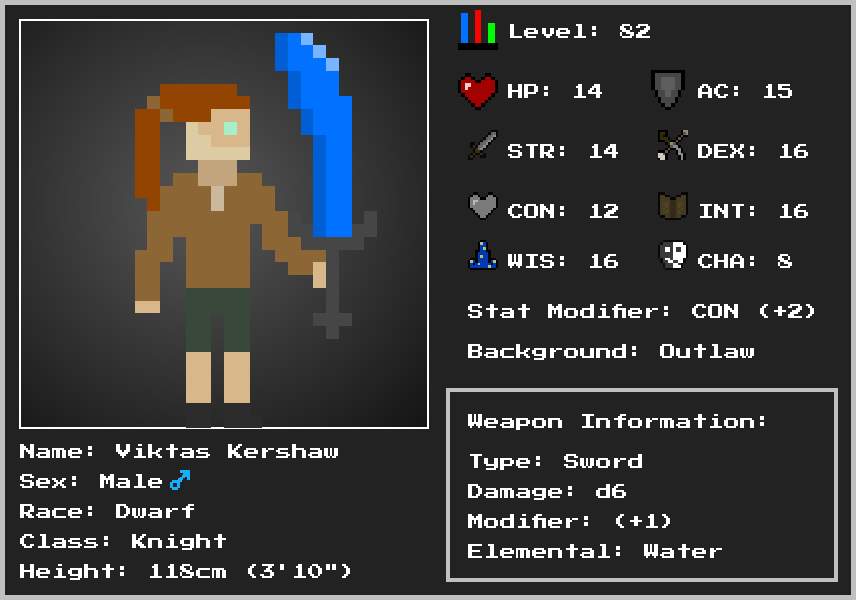 Level: 82
HP: 14
AC: 15
STR: 14
DEX: 16
CON: 12
INT: 16
WIS: 16
CHA: 8
Stat Modifier: CON (+2)
Background: Outlaw
Weapon Information:
Type: Sword
Damage: d6
Modifier: (+1)
Elemental: Water
Name: Viktas Kershaw
Sex: Male ♂
Race: Dwarf
Class: Knight
Height: 118cm (3'10")